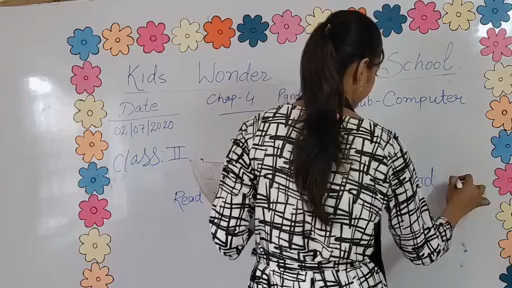 Kids Wonder School.
Date Chap-4 Sub-Computer
02/07/2020
Class: II
Read